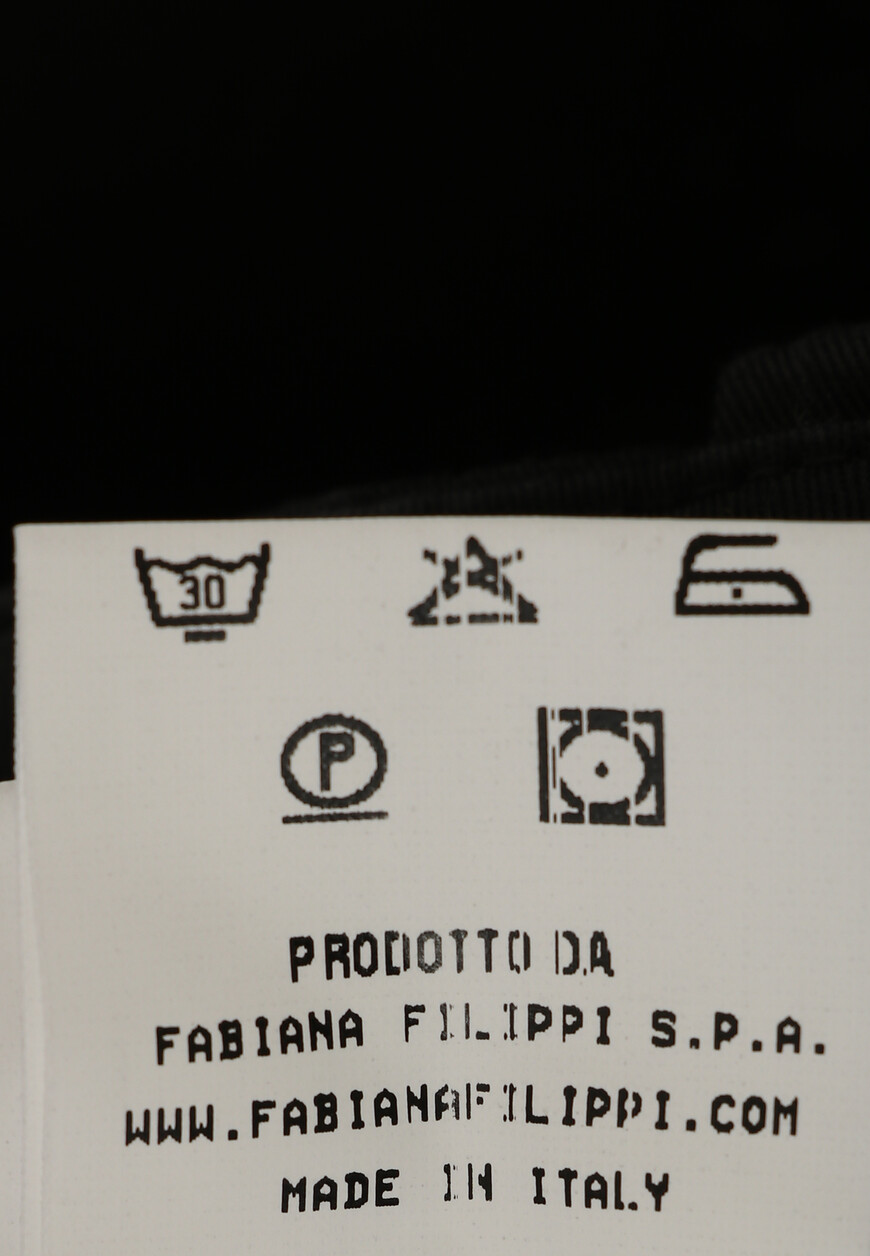 30
P
PRODOTTO DA
FABIANA FILIPPI S.P.A.
WWW.FABIANAFILIPPI.COM
MADE IN ITALY